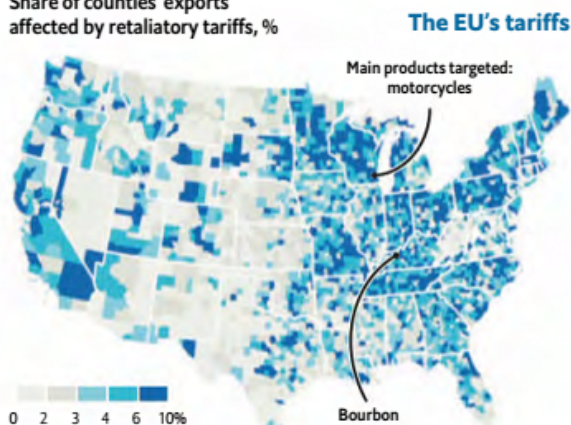 Share of counties' exports
affected by retaliatory tariffs, %
The EU's tariffs
Main products targeted:
motorcycles
0 2 3 4 6 10%
Bourbon